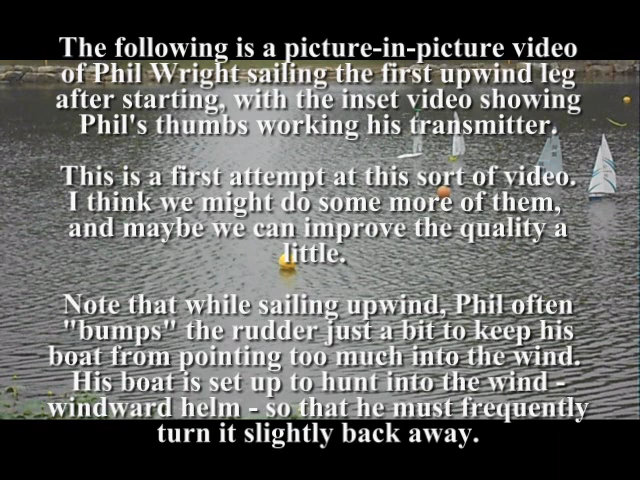 The following is a picture-in-picture video
of Phil Wright sailing the first upwind leg
after starting, with the inset video showing
Phil's thumbs working his transmitter.
This is a first attempt at this sort of video.
I think we might do some more of them,
and maybe we can improve the quality a
little.
Note that while sailing upwind, Phil often
"bumps" the rudder just a bit to keep his
boat from pointing too much into the wind.
His boat is set up to hunt into the wind -
windward helm - so that he must frequently
turn it slightly back away.